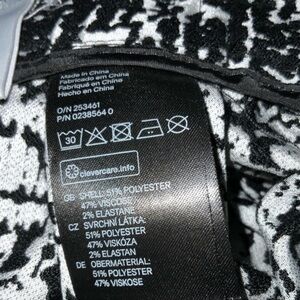 Made in China
Fabricado en China
Fabriqué en Chine
Hecho en China
O/N 253461
P/N 0238564 0
30
clevercare.info
GB SHELL: 51% POLYESTER
47% VISCOSE
2% ELASTANE
CZ SVRCHNÍ LÁTKA:
51% POLYESTER
47% VISKÓZA
2% ELASTAN
DE OBERMATERIAL:
51% POLYESTER
47% VISKOSE